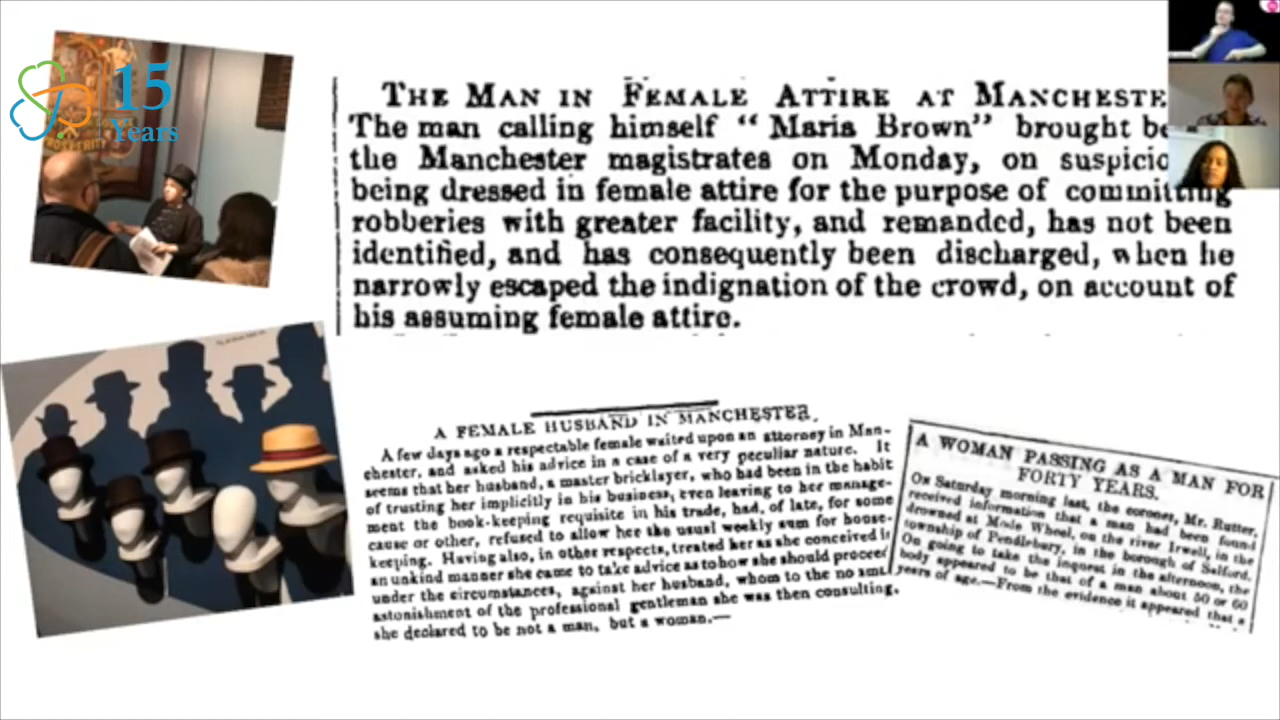 15
Years
PROSPERITY
THE MAN IN FEMALE ATTIRE AT MANCHESTE
The man calling himself “Maria Brown” brought be
the Manchester magistrates on Monday, on suspicio
being dressed in female attire for the purpose of committing
robberies with greater facility, and remanded, has not been
identified, and has consequently been discharged, when he
narrowly escaped the indignation of the crowd, on account of
his assuming female attire.
A FEMALE HUSBAND IN MANCHESTER.
A few days ago a respectable female waited upon an attorney in Man-
chester, and asked his advice in a case of a very peculiar nature. It
seems that her husband, a master bricklayer, who had been in the habit
of trusting her implicitly in his business, even leaving to her manage-
ment the book-keeping requisite in his trade, had, of late, for some
cause or other, refused to allow her the usual weekly sum for house-
keeping. Having also, in other respects, treated her as she conceived in
an unkind manner she came to take advice as to how she should proceed
under the circumstances, against her husband, whom to the no small
astonishment of the professional gentleman she was then consulting,
she declared to be not a man, but a woman.—
A WOMAN PASSING AS A MAN FOR
FORTY YEARS.
On Saturday morning last, the coroner, Mr. Rutter,
received information that a man had been found
drowned at Mode Wheel, on the river Irwell, in the
township of Pendlebury, in the borough of Salford.
On going to take the inquest in the afternoon, the
body appeared to be that of a man about 50 or 60
years of age.—From the evidence it appeared that a